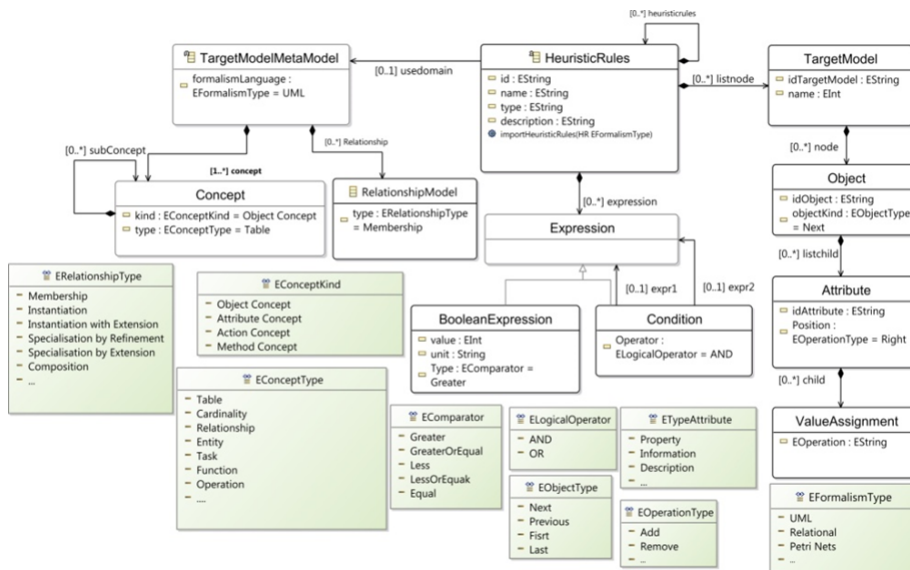 [0..*] heuristicrules
TargetModelMetaModel
formalismLanguage :
EFormalismType = UML
[0..1] usedomain
HeuristicRules
id : EString
name : EString
type : EString
description : EString
importHeuristicRules(HR EFormalismType)
[0..*] listnode
TargetModel
idTargetModel : EString
name : EInt
[0..*] subConcept
[1..*] concept
[0..*] Relationship
[0..*] node
Concept
kind : EConceptKind = Object Concept
type : EConceptType = Table
RelationshipModel
type : ERelationshipType
= Membership
[0..*] expression
Expression
Object
idObject : EString
objectKind : EObjectType
= Next
[0..*] listchild
ERelationshipType
Membership
Instantiation
Instantiation with Extension
Specialisation by Refinement
Specialisation by Extension
Composition
...
EConceptKind
Object Concept
Attribute Concept
Action Concept
Method Concept
[0..1] expr1
[0..1] expr2
BooleanExpression
value : EInt
unit : String
Type : EComparator =
Greater
Condition
Operator :
ELogicalOperator = AND
Attribute
idAttribute : EString
Position :
EOperationType = Right
[0..*] child
EConceptType
Table
Cardinality
Relationship
Entity
Task
Function
Operation
....
EComparator
Greater
GreaterOrEqual
Less
LessOrEquak
Equal
ELogicalOperator
AND
OR
ETypeAttribute
Property
Information
Description
...
ValueAssignment
EOperation : EString
EObjectType
Next
Previous
Fisrt
Last
EOperationType
Add
Remove
...
EFormalismType
UML
Relational
Petri Nets
...